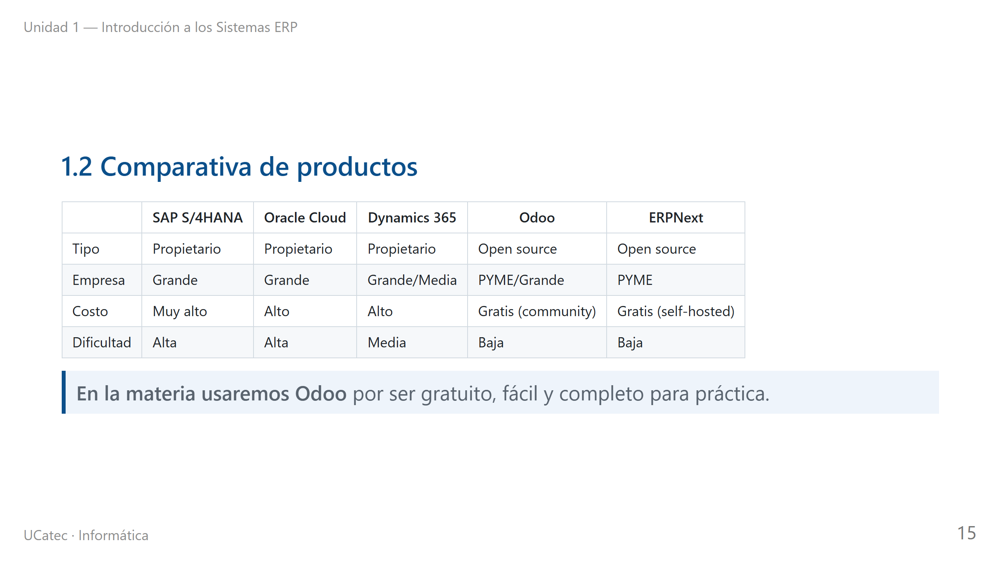 Unidad 1 — Introducción a los Sistemas ERP
1.2 Comparativa de productos
SAP S/4HANA Oracle Cloud Dynamics 365 Odoo ERPNext
Tipo Propietario Propietario Propietario Open source Open source
Empresa Grande Grande Grande/Media PYME/Grande PYME
Costo Muy alto Alto Alto Gratis (community) Gratis (self-hosted)
Dificultad Alta Alta Media Baja Baja
En la materia usaremos Odoo por ser gratuito, fácil y completo para práctica.
UCatec · Informática
15